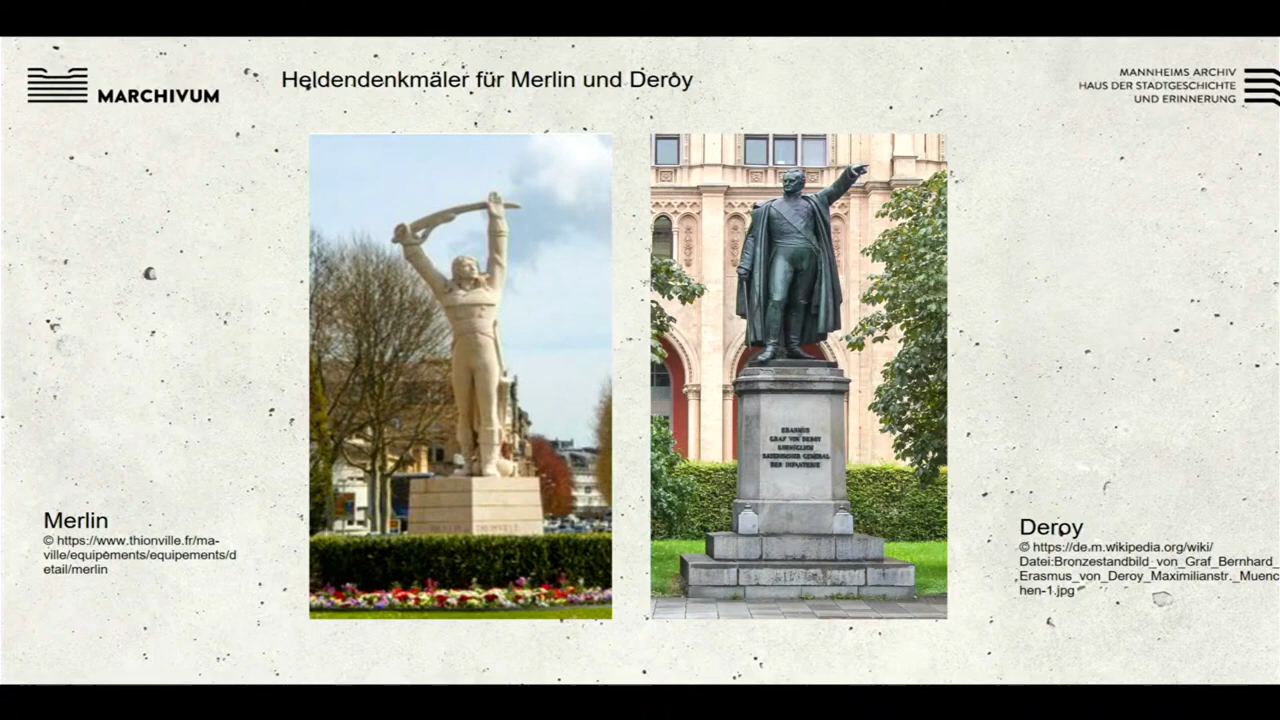 MARCHIVUM
Heldendenkmäler für Merlin und Deroy
MANNHEIMS ARCHIV
HAUS DER STADTGESCHICHTE
UND ERINNERUNG
ERASMUS
GRAF VON DEROY
KOENIGLICH
BAYERISCHER GENERAL
DER INFANTERIE
Merlin
© https://www.thionville.fr/ma-
ville/equipements/equipements/d
etail/merlin
Deroy
© https://de.m.wikipedia.org/wiki/
Datei:Bronzestandbild_von_Graf_Bernhard_
Erasmus_von_Deroy_Maximilianstr._Muenc
hen-1.jpg